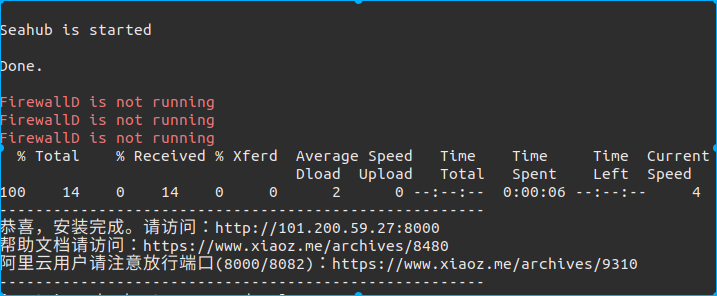 Seahub is started
Done.
FirewallD is not running
FirewallD is not running
FirewallD is not running
% Total % Received % Xferd Average Speed Time Time Time Current
Dload Upload Total Spent Left Speed
100 14 0 14 0 0 2 0 --:--:-- 0:00:06 --:--:-- 4
------------------------------------------------------
恭喜，安装完成。请访问：http://101.200.59.27:8000
帮助文档请访问：https://www.xiaoz.me/archives/8480
阿里云用户请注意放行端口(8000/8082)：https://www.xiaoz.me/archives/9310
------------------------------------------------------